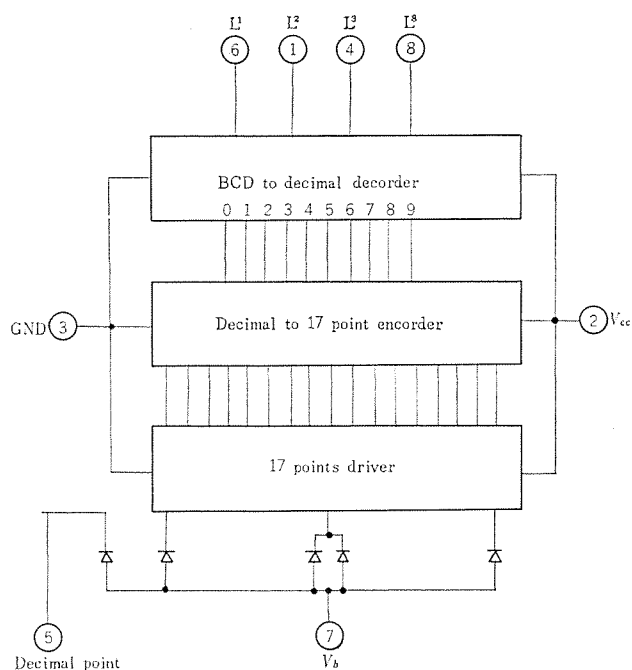 L¹ L² L³ L⁸
6 1 4 8
BCD to decimal decorder
0 1 2 3 4 5 6 7 8 9
GND 3
Decimal to 17 point encorder
2 Vcc
17 points driver
5
Decimal point
7
Vb